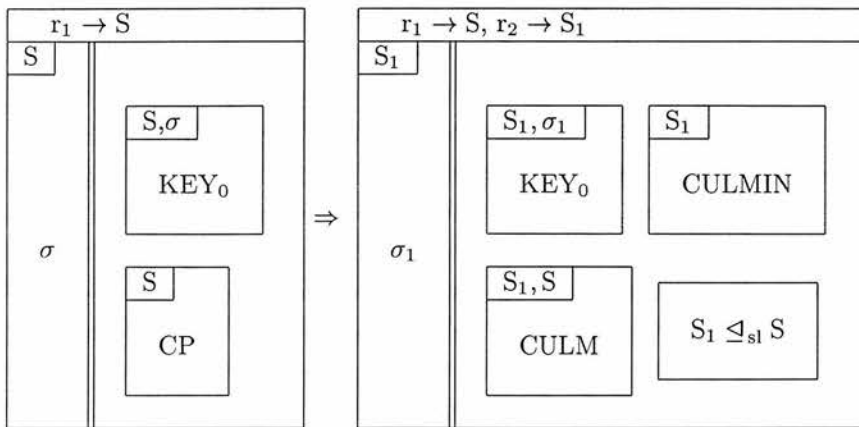 r₁ → S
S
σ
S,σ
KEY₀
S
CP
⇒
r₁ → S, r₂ → S₁
S₁
σ₁
S₁, σ₁
KEY₀
S₁
CULMIN
S₁, S
CULM
S₁ ⊴ₛₗ S